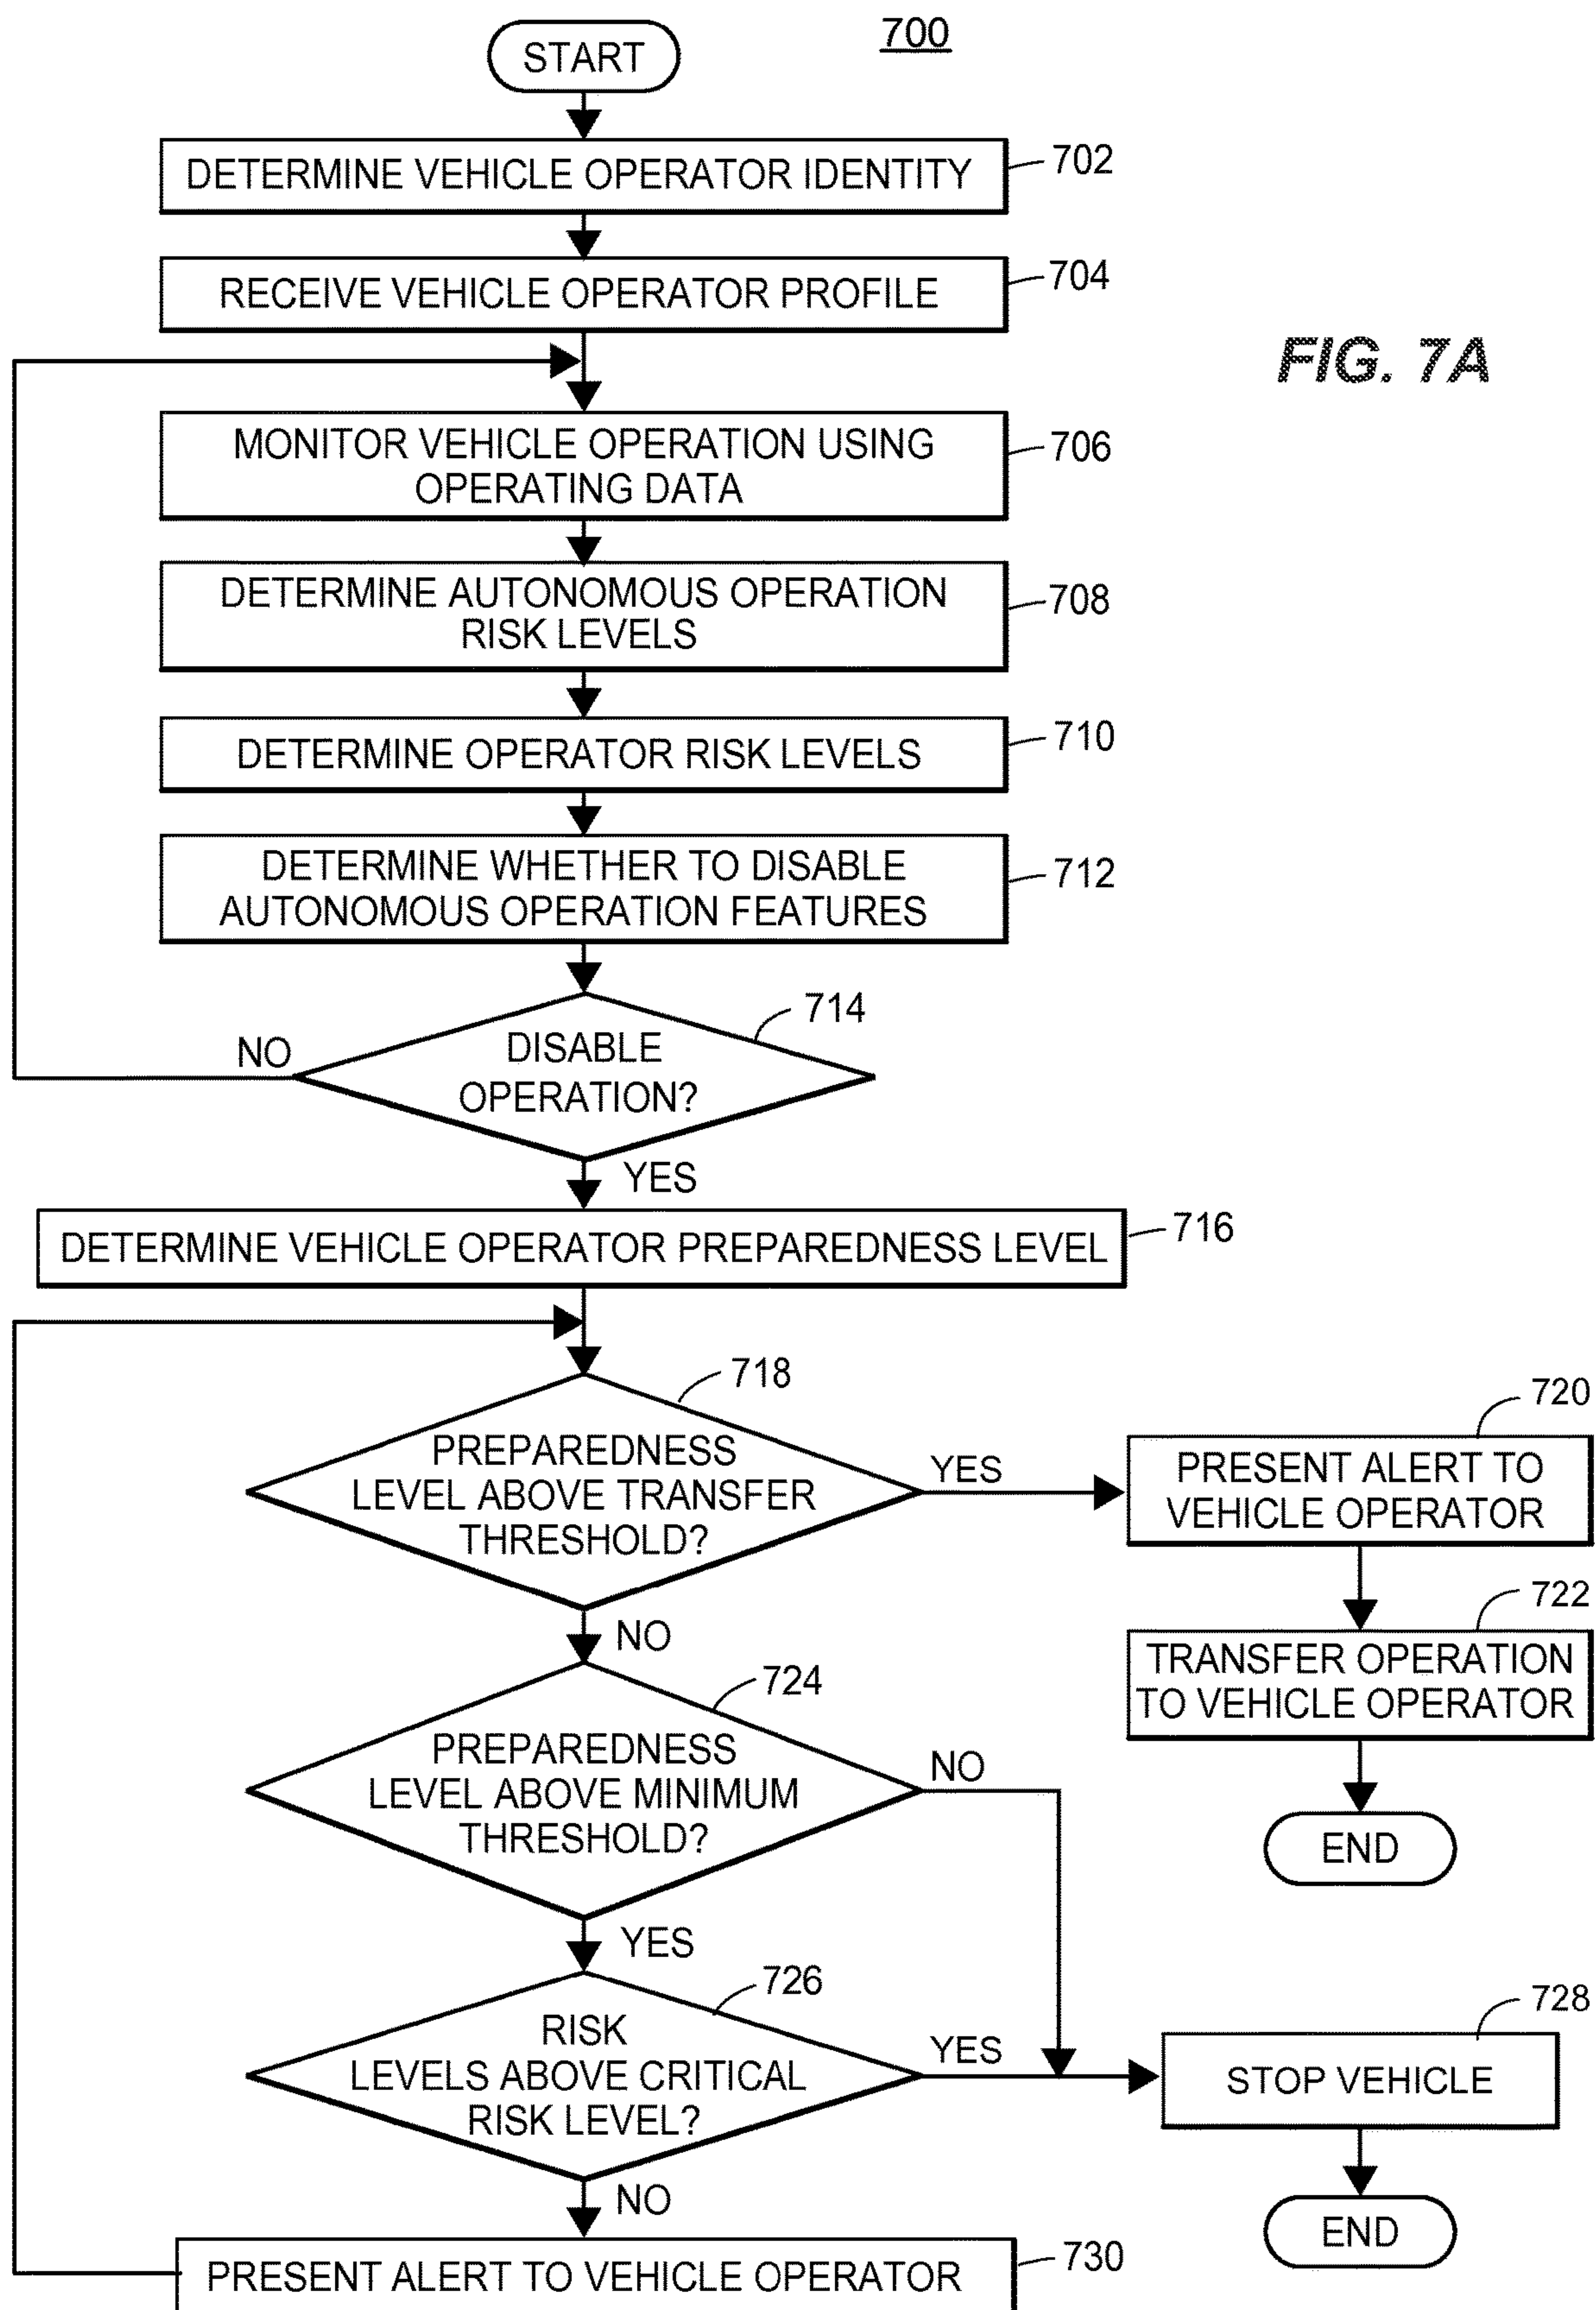 700
START
DETERMINE VEHICLE OPERATOR IDENTITY
702
RECEIVE VEHICLE OPERATOR PROFILE
704
FIG. 7A
MONITOR VEHICLE OPERATION USING
OPERATING DATA
706
DETERMINE AUTONOMOUS OPERATION
RISK LEVELS
708
DETERMINE OPERATOR RISK LEVELS
710
DETERMINE WHETHER TO DISABLE
AUTONOMOUS OPERATION FEATURES
712
714
DISABLE
OPERATION?
NO
YES
DETERMINE VEHICLE OPERATOR PREPAREDNESS LEVEL
716
718
PREPAREDNESS
LEVEL ABOVE TRANSFER
THRESHOLD?
YES
720
PRESENT ALERT TO
VEHICLE OPERATOR
722
TRANSFER OPERATION
TO VEHICLE OPERATOR
END
NO
724
PREPAREDNESS
LEVEL ABOVE MINIMUM
THRESHOLD?
NO
YES
726
RISK
LEVELS ABOVE CRITICAL
RISK LEVEL?
YES
728
STOP VEHICLE
END
NO
PRESENT ALERT TO VEHICLE OPERATOR
730